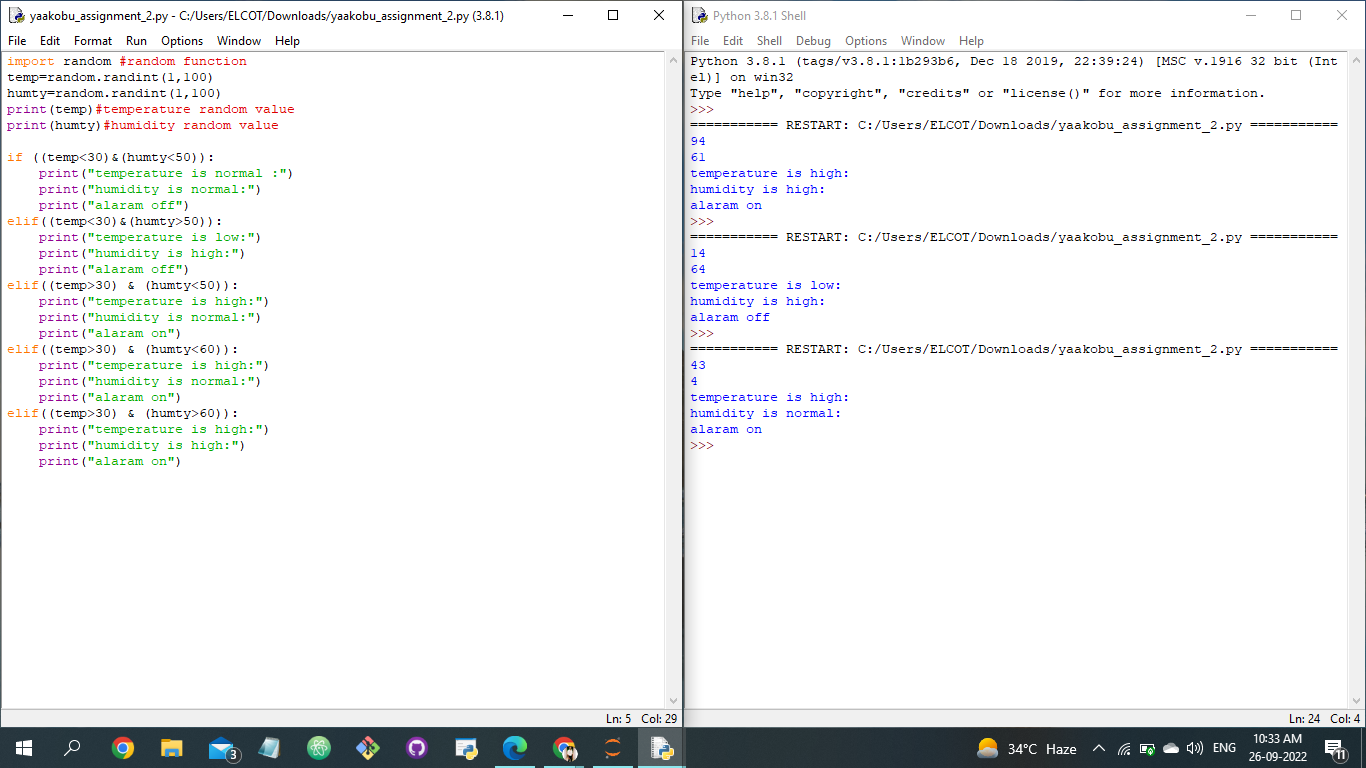 yaakobu_assignment_2.py - C:/Users/ELCOT/Downloads/yaakobu_assignment_2.py (3.8.1)
File Edit Format Run Options Window Help
import random #random function
temp=random.randint(1,100)
humty=random.randint(1,100)
print(temp)#temperature random value
print(humty)#humidity random value
if ((temp<30)&(humty<50)):
    print("temperature is normal :")
    print("humidity is normal:")
    print("alaram off")
elif((temp<30)&(humty>50)):
    print("temperature is low:")
    print("humidity is high:")
    print("alaram off")
elif((temp>30) & (humty<50)):
    print("temperature is high:")
    print("humidity is normal:")
    print("alaram on")
elif((temp>30) & (humty<60)):
    print("temperature is high:")
    print("humidity is normal:")
    print("alaram on")
elif((temp>30) & (humty>60)):
    print("temperature is high:")
    print("humidity is high:")
    print("alaram on")
Ln: 5 Col: 29
Python 3.8.1 Shell
File Edit Shell Debug Options Window Help
Python 3.8.1 (tags/v3.8.1:1b293b6, Dec 18 2019, 22:39:24) [MSC v.1916 32 bit (Int
el)] on win32
Type "help", "copyright", "credits" or "license()" for more information.
>>>
=========== RESTART: C:/Users/ELCOT/Downloads/yaakobu_assignment_2.py ===========
94
61
temperature is high:
humidity is high:
alaram on
>>>
=========== RESTART: C:/Users/ELCOT/Downloads/yaakobu_assignment_2.py ===========
14
64
temperature is low:
humidity is high:
alaram off
>>>
=========== RESTART: C:/Users/ELCOT/Downloads/yaakobu_assignment_2.py ===========
43
4
temperature is high:
humidity is normal:
alaram on
>>>
Ln: 24 Col: 4
3
34°C Haze
ENG
10:33 AM
26-09-2022
11